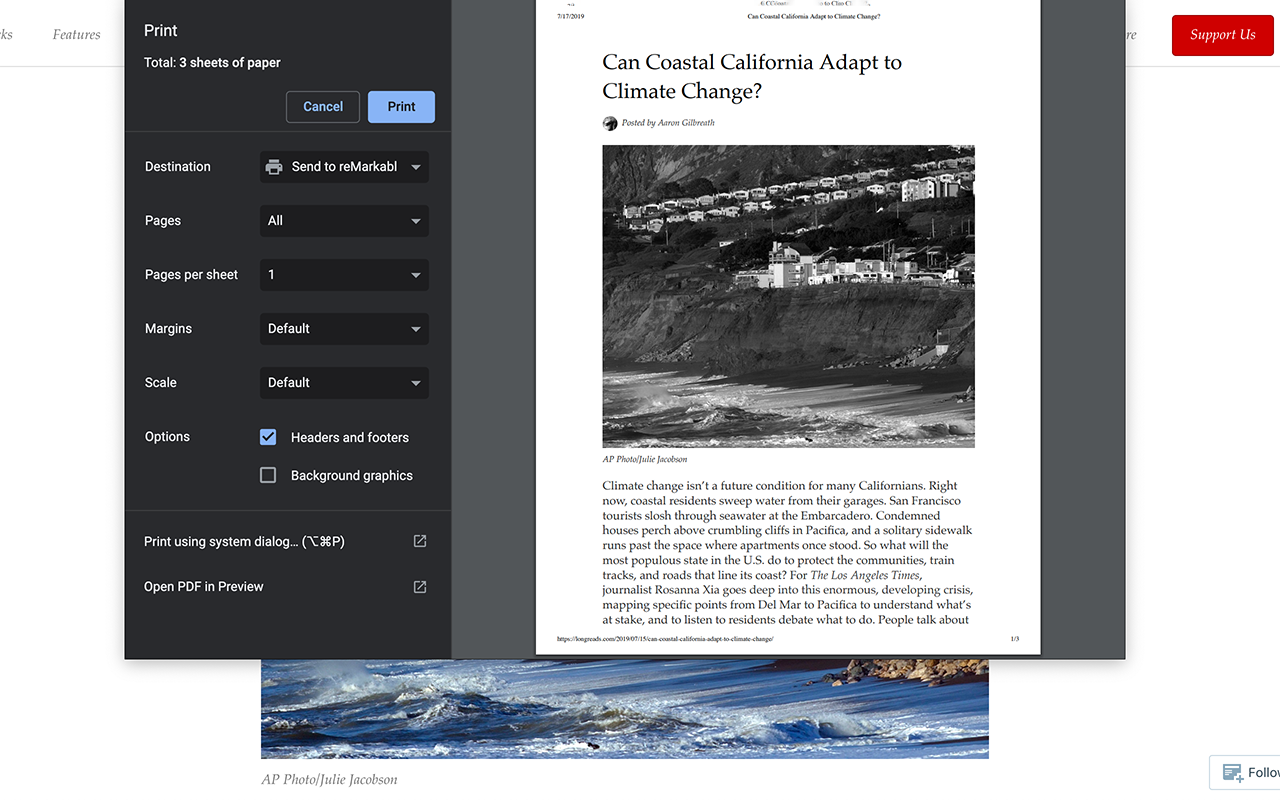 Features
Support Us
Print
Total: 3 sheets of paper
Cancel
Print
Destination
Send to reMarkabl
Pages
All
Pages per sheet
1
Margins
Default
Scale
Default
Options
Headers and footers
Background graphics
Print using system dialog... (⌥⌘P)
Open PDF in Preview
7/17/2019
Can Coastal California Adapt to Climate Change?
Can Coastal California Adapt to
Climate Change?
Posted by Aaron Gilbreath
AP Photo/Julie Jacobson
Climate change isn’t a future condition for many Californians. Right
now, coastal residents sweep water from their garages. San Francisco
tourists slosh through seawater at the Embarcadero. Condemned
houses perch above crumbling cliffs in Pacifica, and a solitary sidewalk
runs past the space where apartments once stood. So what will the
most populous state in the U.S. do to protect the communities, train
tracks, and roads that line its coast? For The Los Angeles Times,
journalist Rosanna Xia goes deep into this enormous, developing crisis,
mapping specific points from Del Mar to Pacifica to understand what’s
at stake, and to listen to residents debate what to do. People talk about
https://longreads.com/2019/07/15/can-coastal-california-adapt-to-climate-change/
1/3
AP Photo/Julie Jacobson
Follow